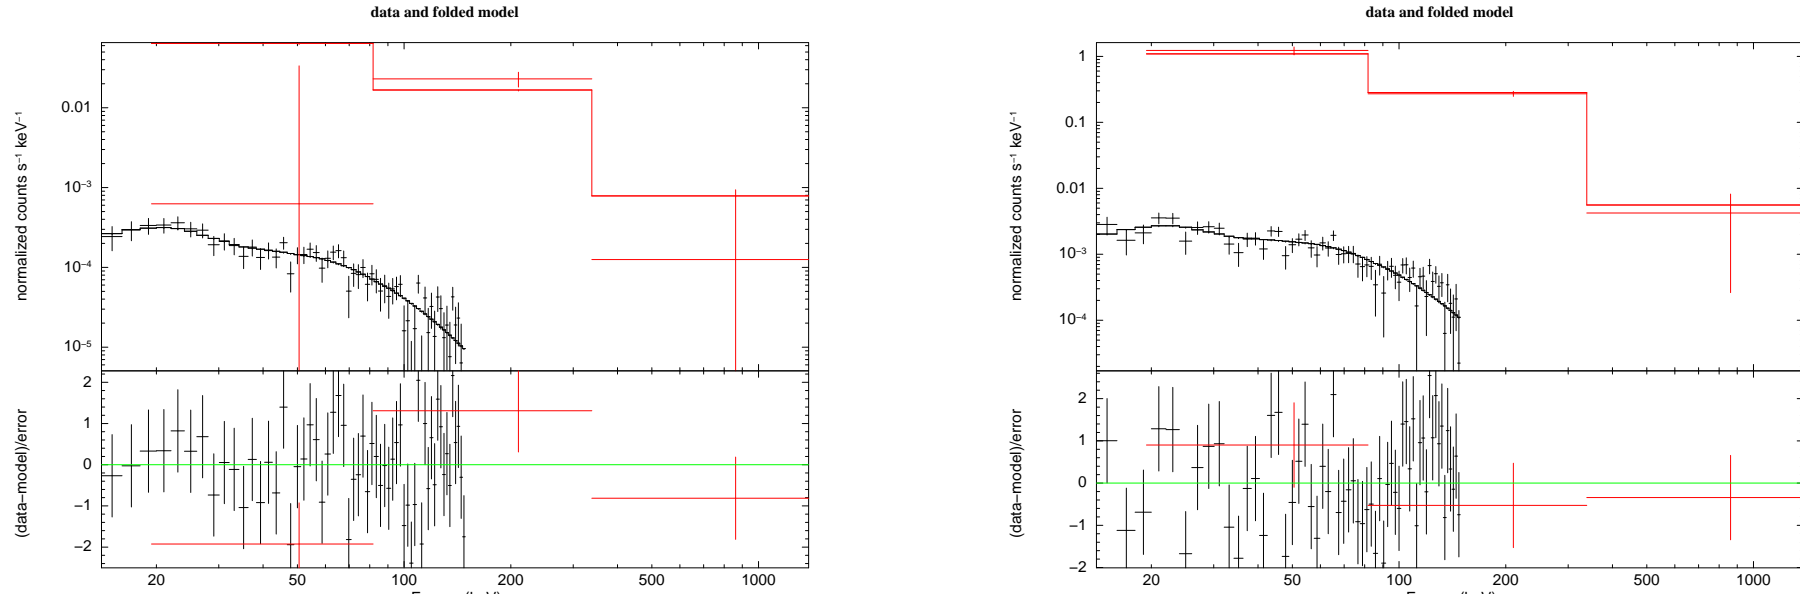 data and folded model
normalized counts s⁻¹ keV⁻¹
0.01
10⁻³
10⁻⁴
10⁻⁵
(data−model)/error
2
1
0
−1
−2
20 50 100 200 500 1000
data and folded model
normalized counts s⁻¹ keV⁻¹
1
0.1
0.01
10⁻³
10⁻⁴
(data−model)/error
2
1
0
−1
−2
20 50 100 200 500 1000